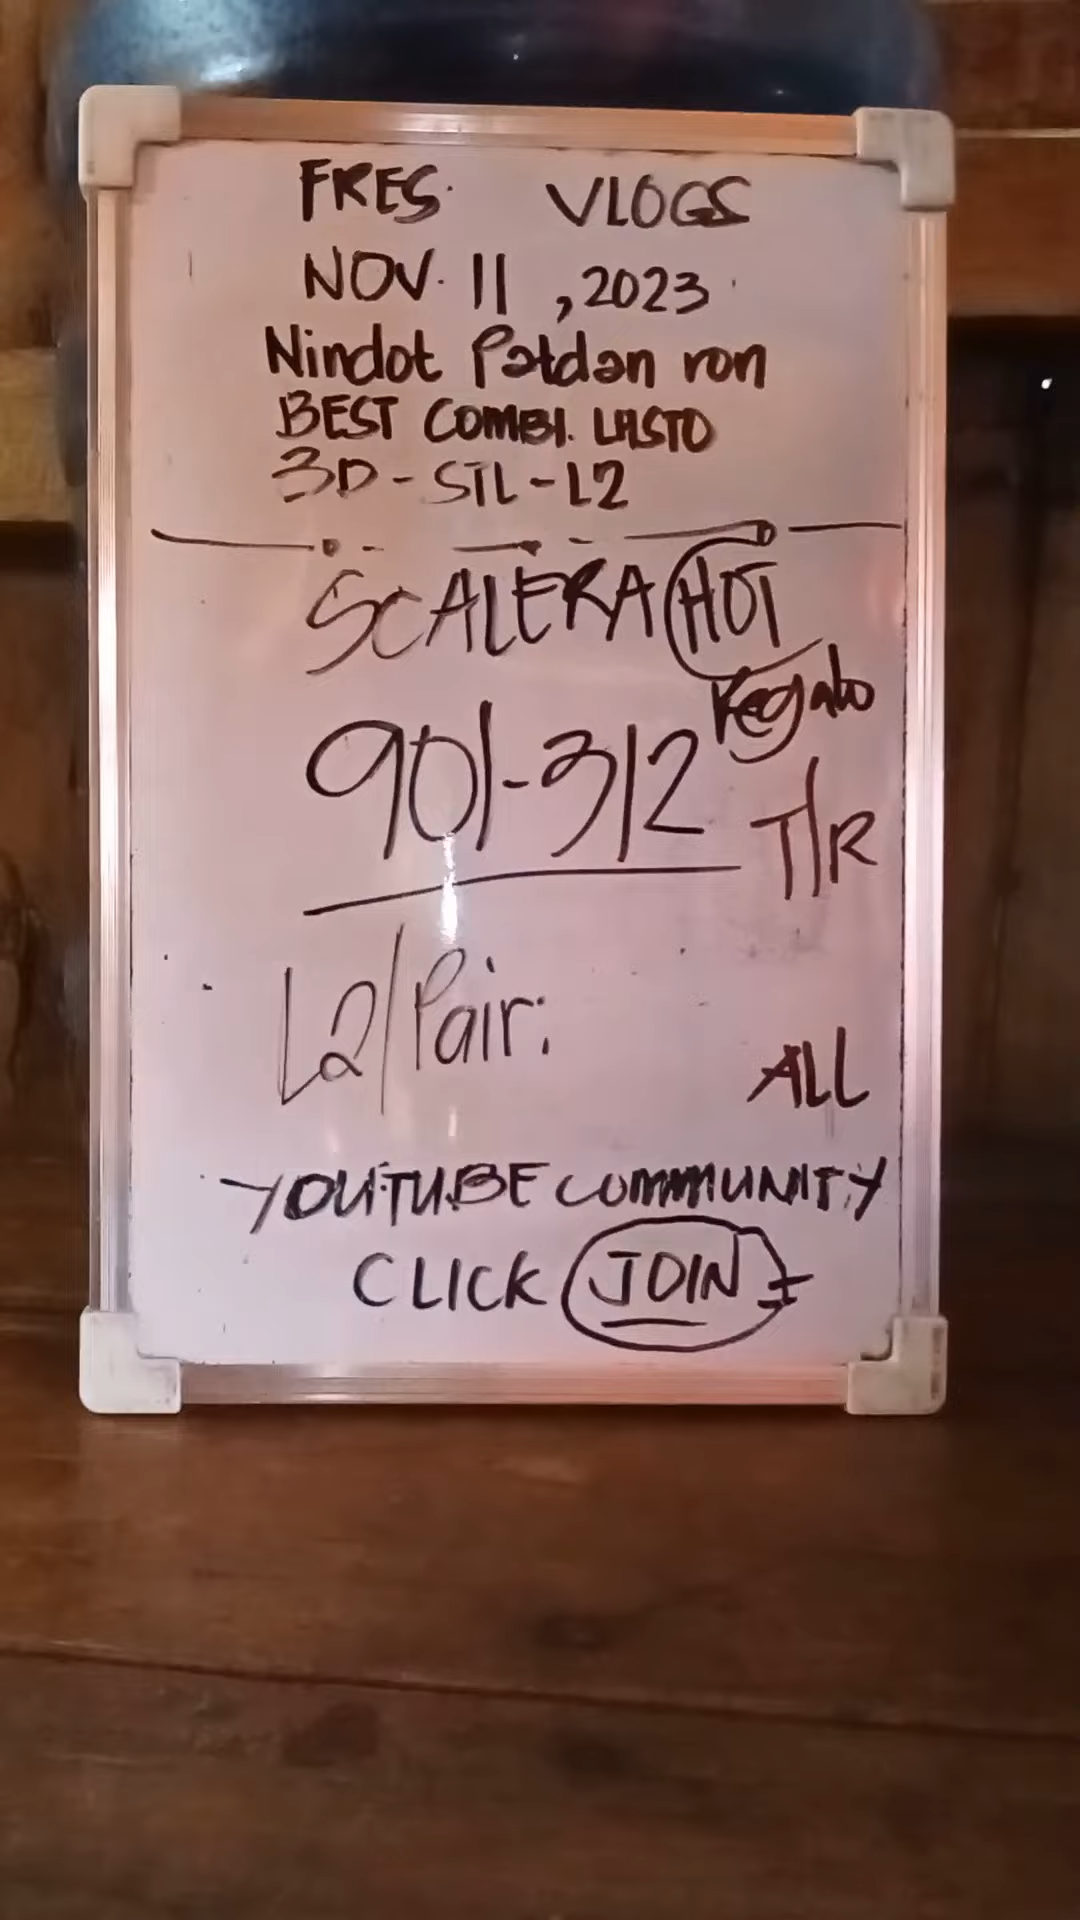 FRES. VLOGS
NOV. 11, 2023
Nindot Patdan ron
BEST COMBI. LASTO
3D-STL-L2
SCALERA HOT
Regalo
901-312
T/R
L2/Pair:
ALL
YOUTUBE COMMUNITY
CLICK JOIN